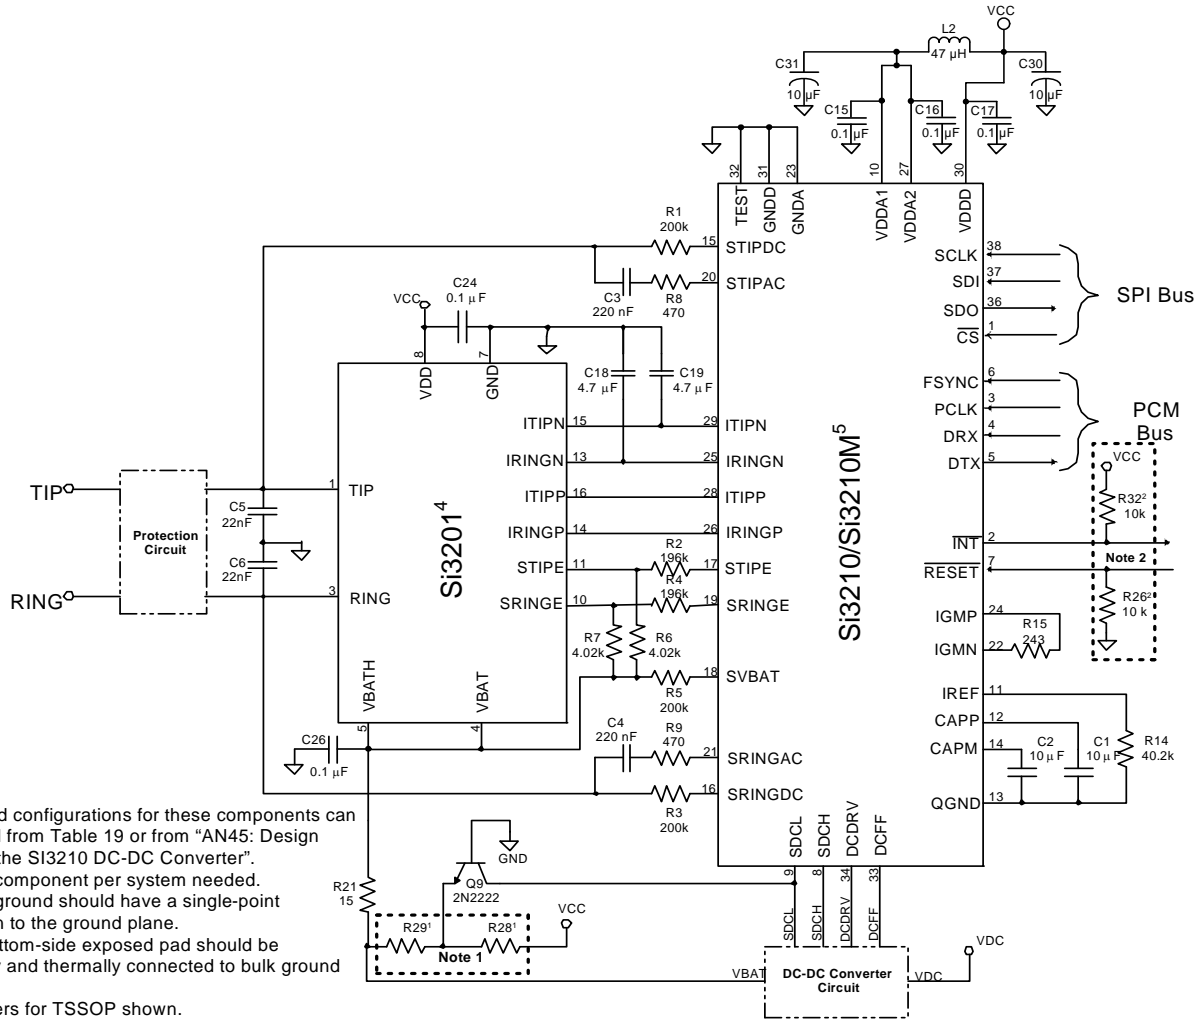 VCC
L2
47 µH
C31
10 µF
C30
10 µF
C15
0.1 µF
C16
0.1 µF
C17
0.1 µF
32
31
23
10
27
30
TEST
GNDD
GNDA
VDDA1
VDDA2
VDDD
R1
200k
15
STIPDC
C3
220 nF
R8
470
20
STIPAC
SCLK
38
SDI
37
SDO
36
CS
1
SPI Bus
C24
0.1 µF
VCC
8
7
VDD
GND
C18
4.7 µF
C19
4.7 µF
FSYNC
6
PCLK
3
DRX
4
DTX
5
PCM
Bus
ITIPN
15
29
ITIPN
IRINGN
13
25
IRINGN
ITIPP
16
28
ITIPP
IRINGP
14
26
IRINGP
STIPE
11
R2
196k
17
STIPE
SRINGE
10
R4
196k
19
SRINGE
Si3201⁴
Si3210/Si3210M⁵
TIP
Protection
Circuit
RING
C5
22nF
C6
22nF
1
TIP
3
RING
VCC
R32²
10k
INT
2
Note 2
RESET
7
R26²
10 k
IGMP
24
R15
243
IGMN
22
R7
4.02k
R6
4.02k
18
SVBAT
R5
200k
VBATH
VBAT
5
4
IREF
11
CAPP
12
CAPM
14
QGND
13
C2
10 µF
C1
10 µF
R14
40.2k
C26
0.1 µF
C4
220 nF
R9
470
21
SRINGAC
16
SRINGDC
R3
200k
SDCL
SDCH
DCDRV
DCFF
9
8
34
33
SDCL
SDCH
DCDRV
DCFF
d configurations for these components can
from Table 19 or from “AN45: Design
the SI3210 DC-DC Converter”.
component per system needed.
ground should have a single-point
to the ground plane.
ttom-side exposed pad should be
and thermally connected to bulk ground
ers for TSSOP shown.
GND
Q9
2N2222
R21
15
R29¹
R28¹
Note 1
VCC
VBAT
DC-DC Converter
Circuit
VDC
VDC